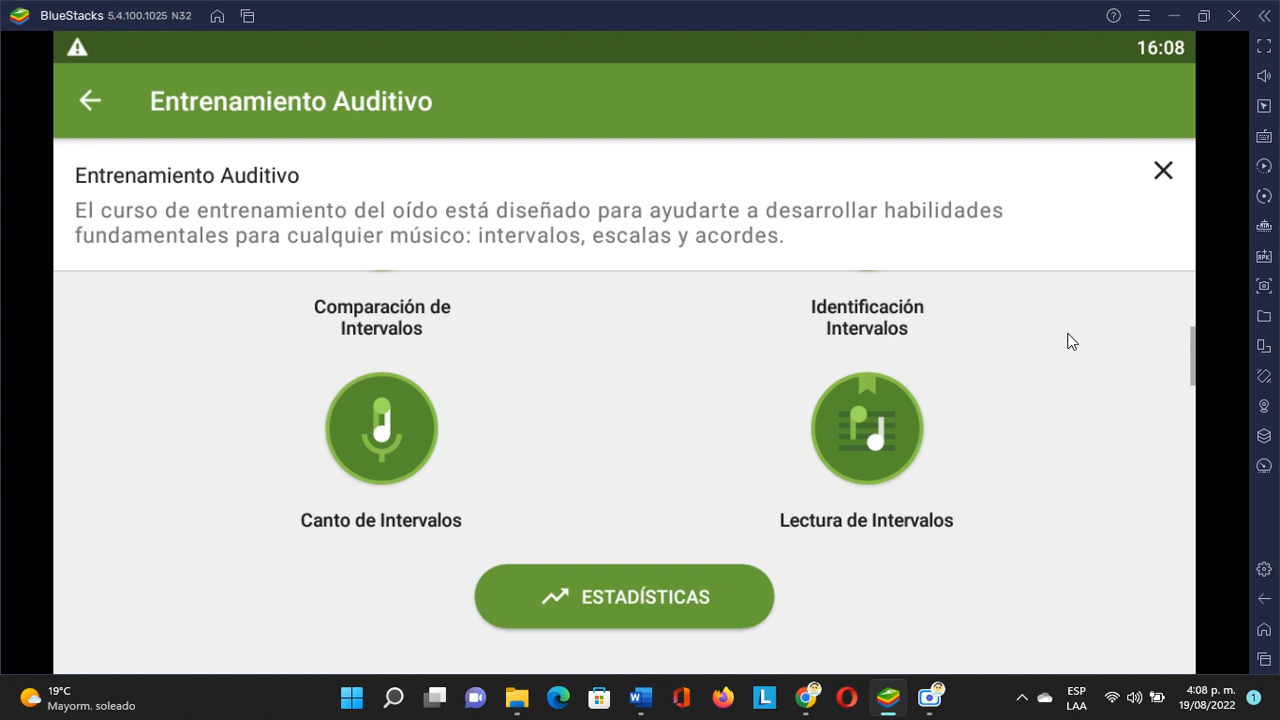 BlueStacks 5.4.100.1025 N32
16:08
Entrenamiento Auditivo
Entrenamiento Auditivo
El curso de entrenamiento del oído está diseñado para ayudarte a desarrollar habilidades
fundamentales para cualquier músico: intervalos, escalas y acordes.
Comparación de
Intervalos
Identificación
Intervalos
Canto de Intervalos
Lectura de Intervalos
ESTADÍSTICAS
19°C
Mayorm. soleado
ESP
LAA
4:08 p. m.
19/08/2022
1